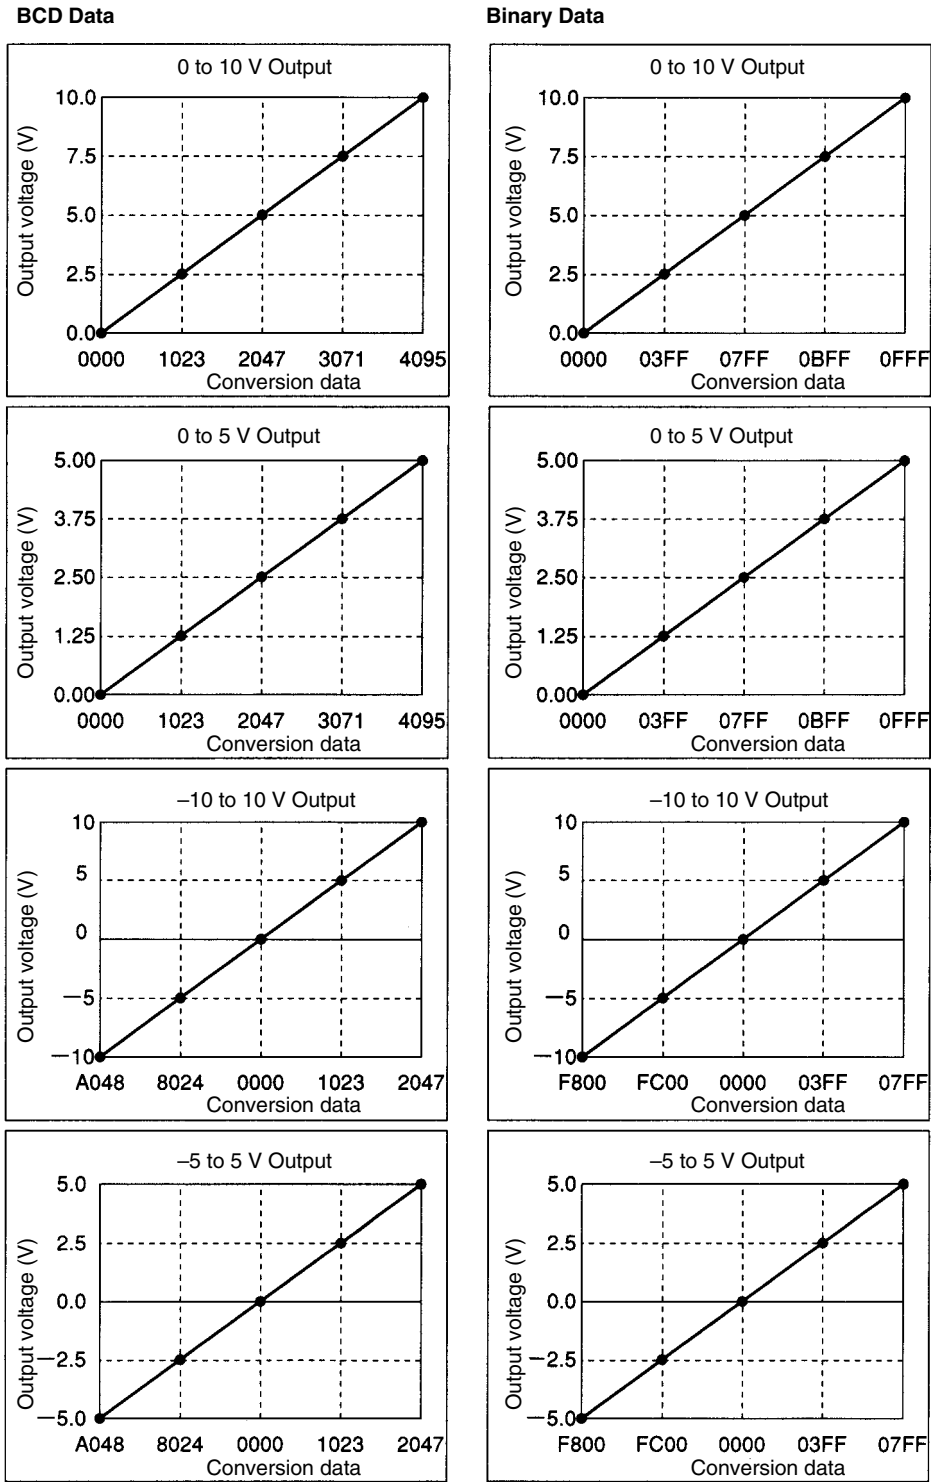 BCD Data
Binary Data
0 to 10 V Output
Output voltage (V)
10.0
7.5
5.0
2.5
0.0
0000 1023 2047 3071 4095
Conversion data
0 to 10 V Output
Output voltage (V)
10.0
7.5
5.0
2.5
0.0
0000 03FF 07FF 0BFF 0FFF
Conversion data
0 to 5 V Output
Output voltage (V)
5.00
3.75
2.50
1.25
0.00
0000 1023 2047 3071 4095
Conversion data
0 to 5 V Output
Output voltage (V)
5.00
3.75
2.50
1.25
0.00
0000 03FF 07FF 0BFF 0FFF
Conversion data
–10 to 10 V Output
Output voltage (V)
10
5
0
–5
–10
A048 8024 0000 1023 2047
Conversion data
–10 to 10 V Output
Output voltage (V)
10
5
0
–5
–10
F800 FC00 0000 03FF 07FF
Conversion data
–5 to 5 V Output
Output voltage (V)
5.0
2.5
0.0
–2.5
–5.0
A048 8024 0000 1023 2047
Conversion data
–5 to 5 V Output
Output voltage (V)
5.0
2.5
0.0
–2.5
–5.0
F800 FC00 0000 03FF 07FF
Conversion data